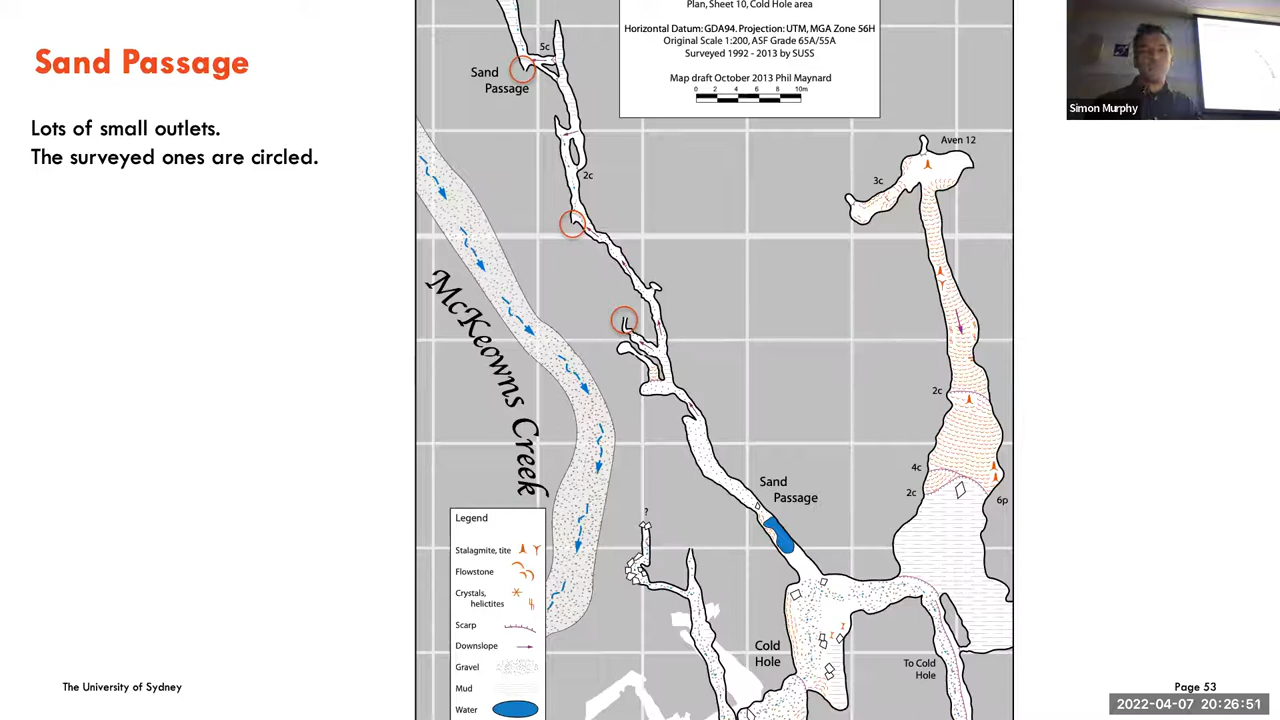 Sand Passage
Lots of small outlets.
The surveyed ones are circled.
Plan, Sheet 10, Cold Hole area
Horizontal Datum: GDA94. Projection: UTM, MGA Zone 56H
Original Scale 1:200, ASF Grade 65A/55A
Surveyed 1992 - 2013 by SUSS
Map draft October 2013 Phil Maynard
0 2 4 6 8 10m
5c
Sand
Passage
2c
McKeowns Creek
Aven 12
3c
2c
4c
2c
6p
Sand
Passage
?
Cold
Hole
To Cold
Hole
Legend
Stalagmite, tite
Flowstone
Crystals,
helictites
Scarp
Downslope
Gravel
Mud
Water
Simon Murphy
The University of Sydney
Page 53
2022-04-07 20:26:51